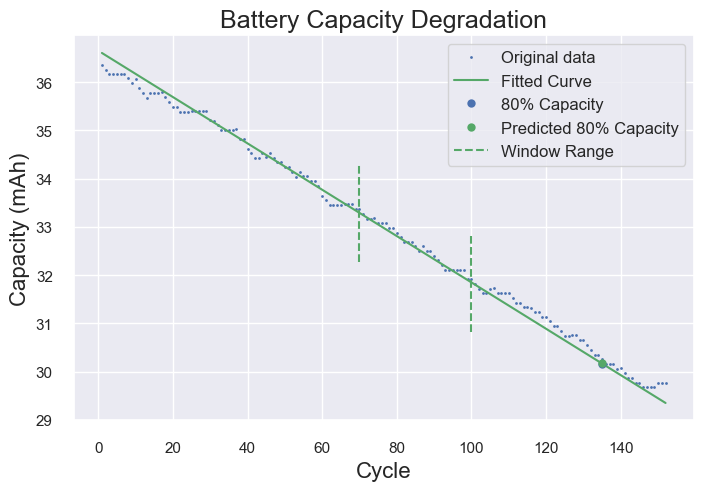 Battery Capacity Degradation
Original data
Fitted Curve
80% Capacity
Predicted 80% Capacity
Window Range
Capacity (mAh)
36
35
34
33
32
31
30
29
0 20 40 60 80 100 120 140
Cycle